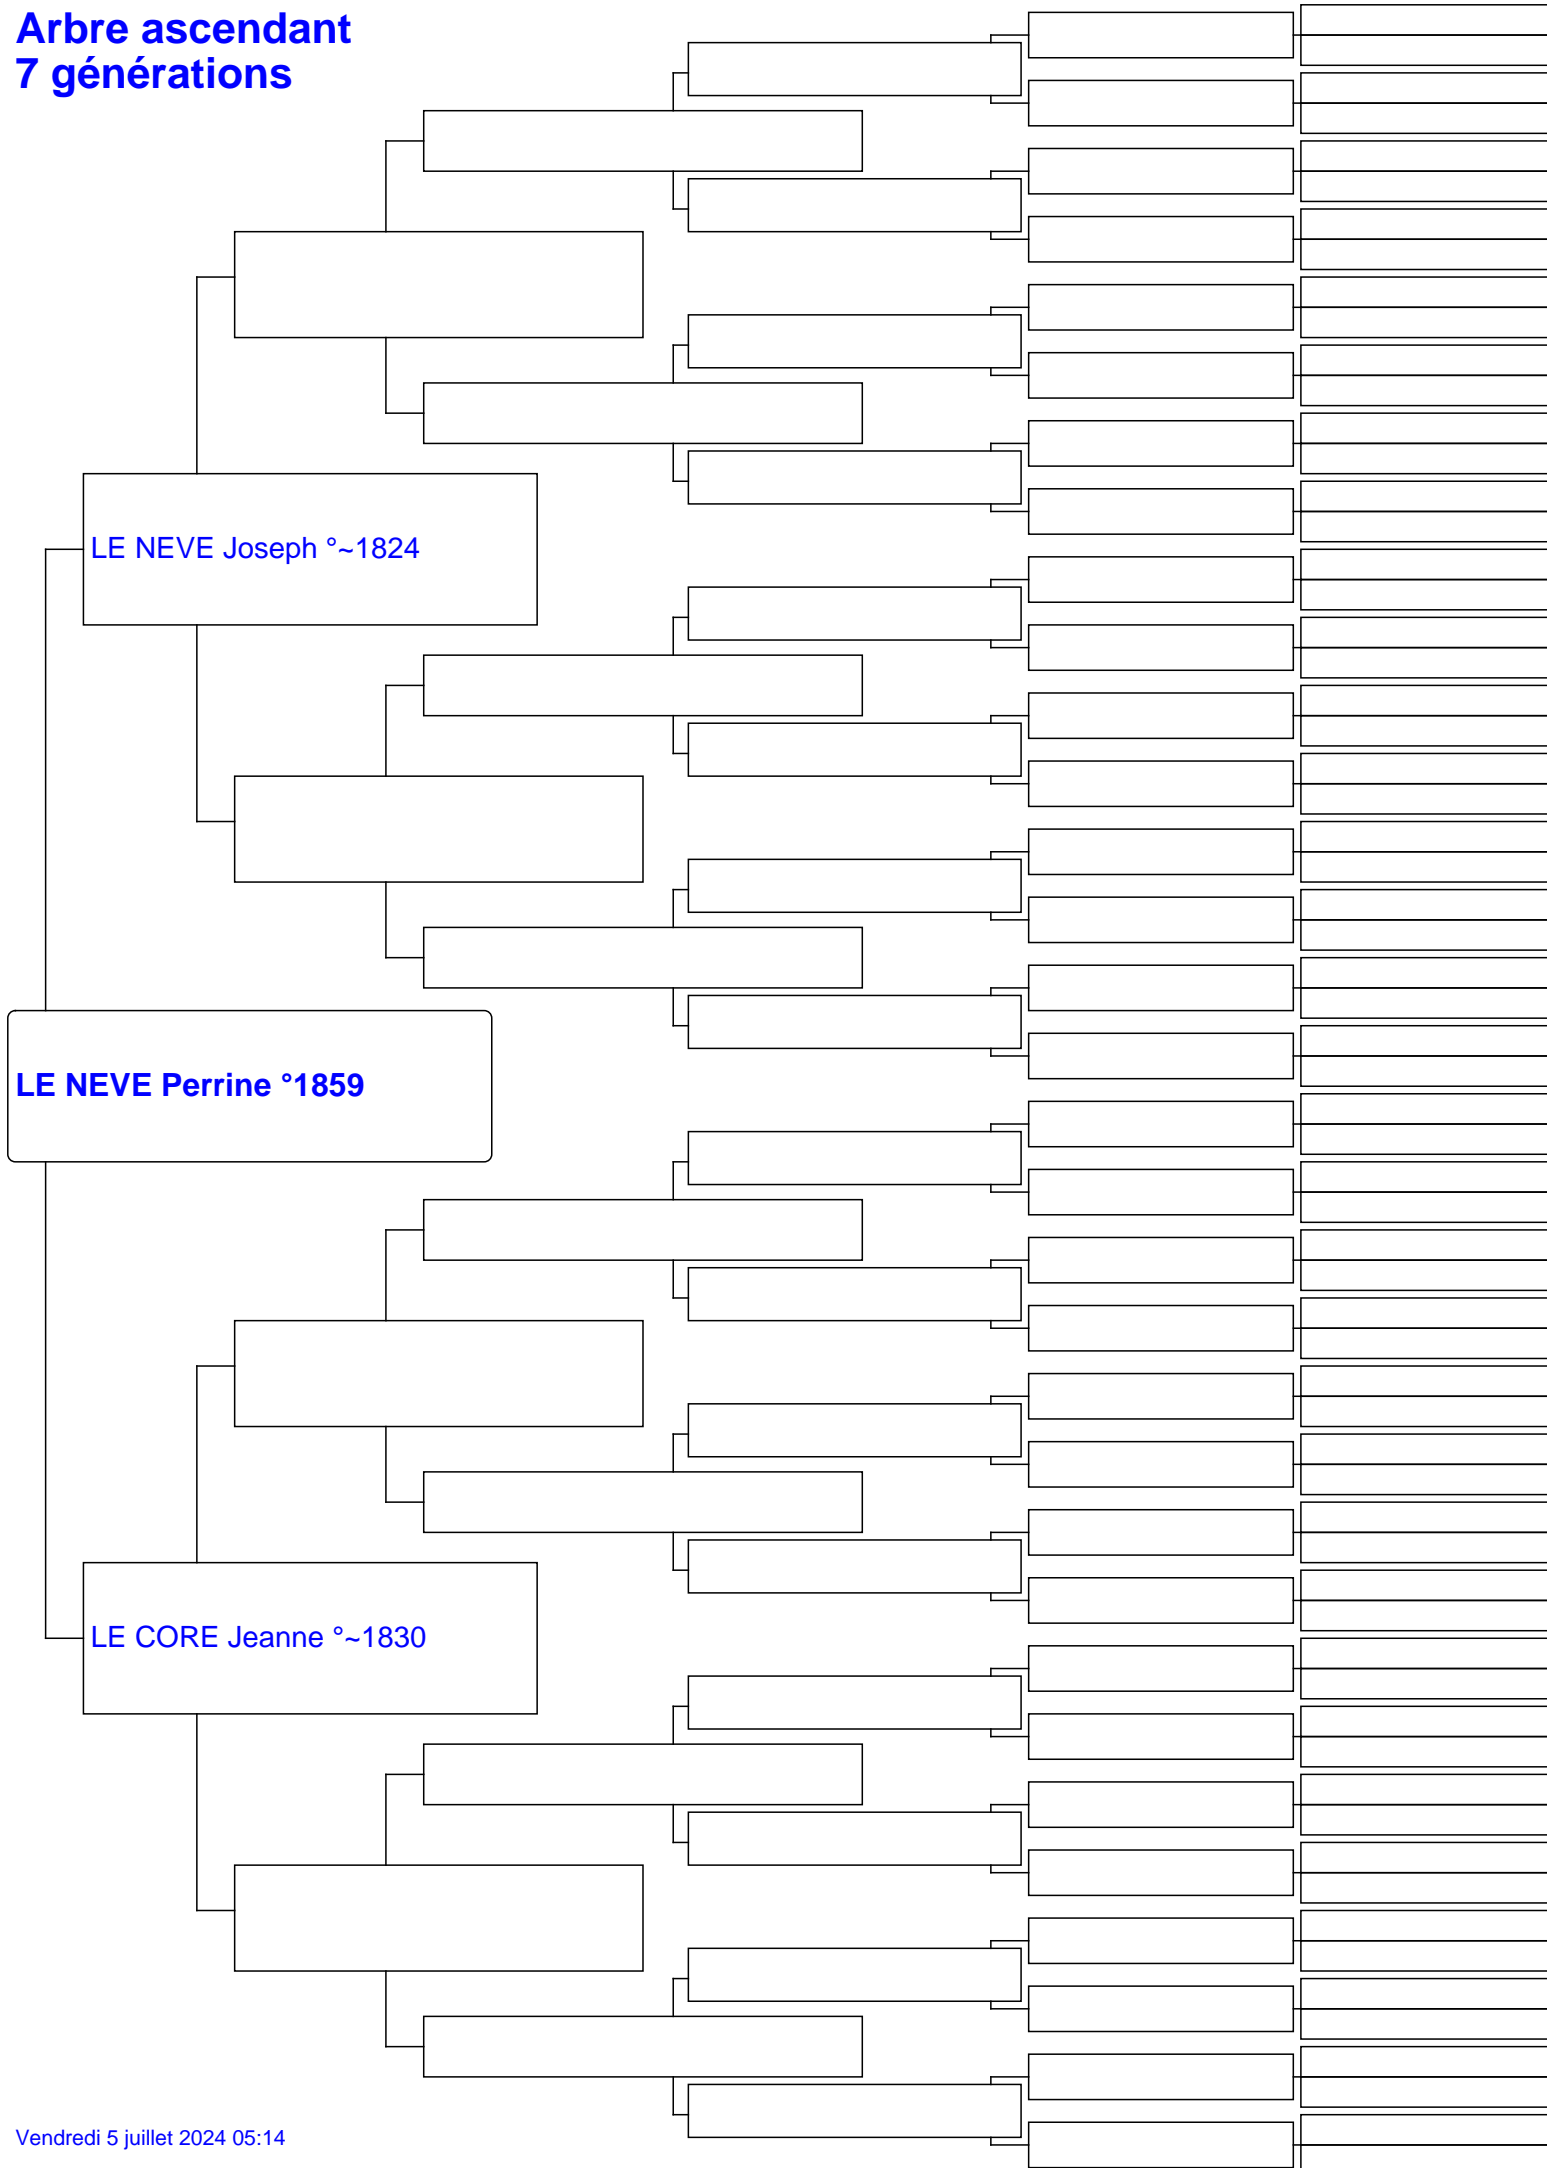 Arbre ascendant
7 générations
LE NEVE Joseph °~1824
LE NEVE Perrine °1859
LE CORE Jeanne °~1830
Vendredi 5 juillet 2024 05:14